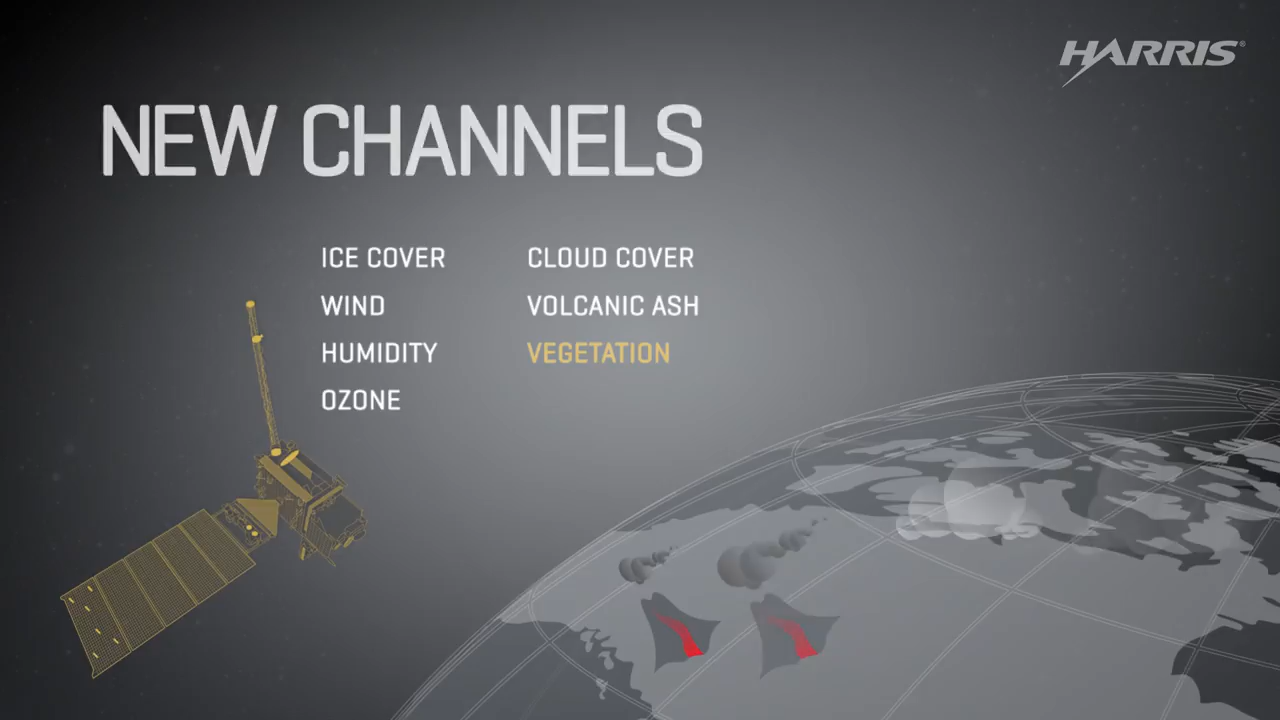 HARRIS®
NEW CHANNELS
ICE COVER
WIND
HUMIDITY
OZONE
CLOUD COVER
VOLCANIC ASH
VEGETATION